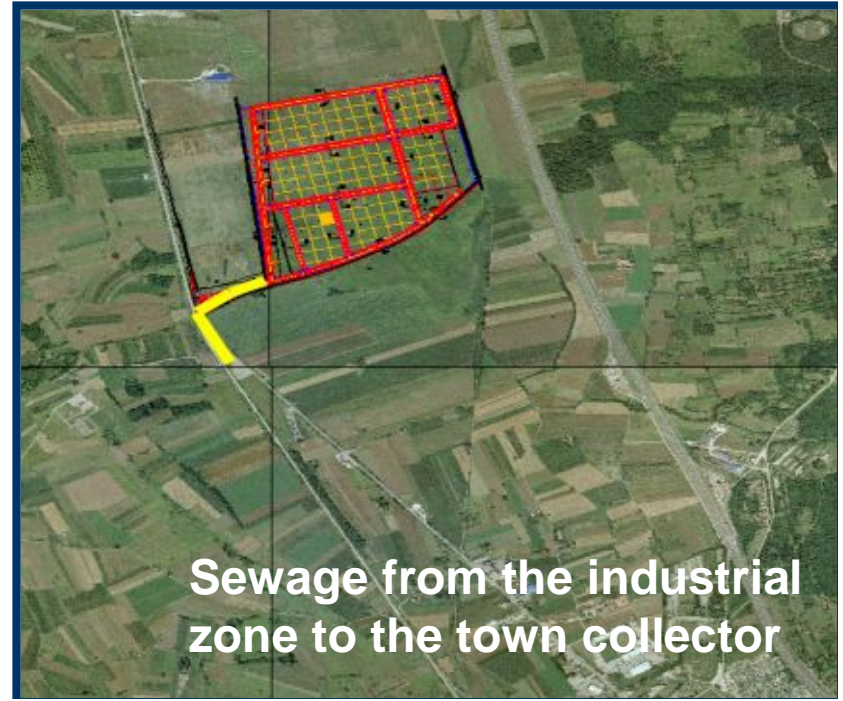 Sewage from the industrial
zone to the town collector